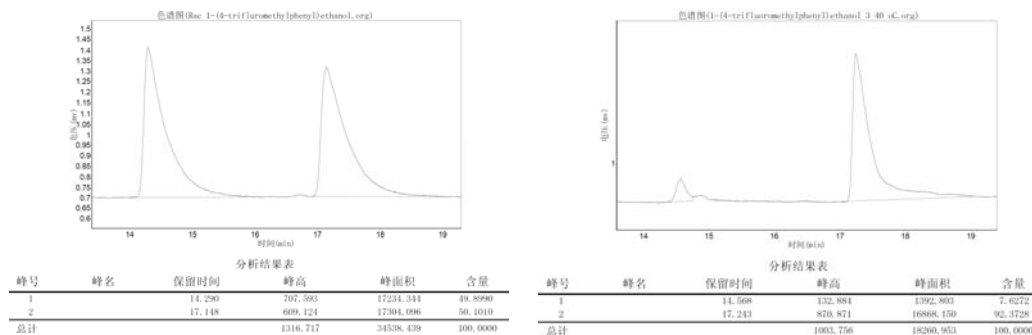 色谱图(Rac 1-(4-trifluromethylphenyl)ethanol.org)
电压(mv)
1.5
1.45
1.4
1.35
1.3
1.25
1.2
1.15
1.1
1.05
1
0.95
0.9
0.85
0.8
0.75
0.7
0.65
0.6
14 15 16 17 18 19
时间(min)
分析结果表
峰号 峰名 保留时间 峰高 峰面积 含量
1 14.290 707.593 17234.344 49.8990
2 17.148 609.124 17304.096 50.1010
总计 1316.717 34538.439 100.0000
色谱图(1-(4-trifluoromethylphenyl)ethanol 3 40 oC.org)
电压(mv)
1
14 15 16 17 18 19
时间(min)
分析结果表
峰号 峰名 保留时间 峰高 峰面积 含量
1 14.568 132.884 1392.803 7.6272
2 17.243 870.871 16868.150 92.3728
总计 1003.756 18260.953 100.0000